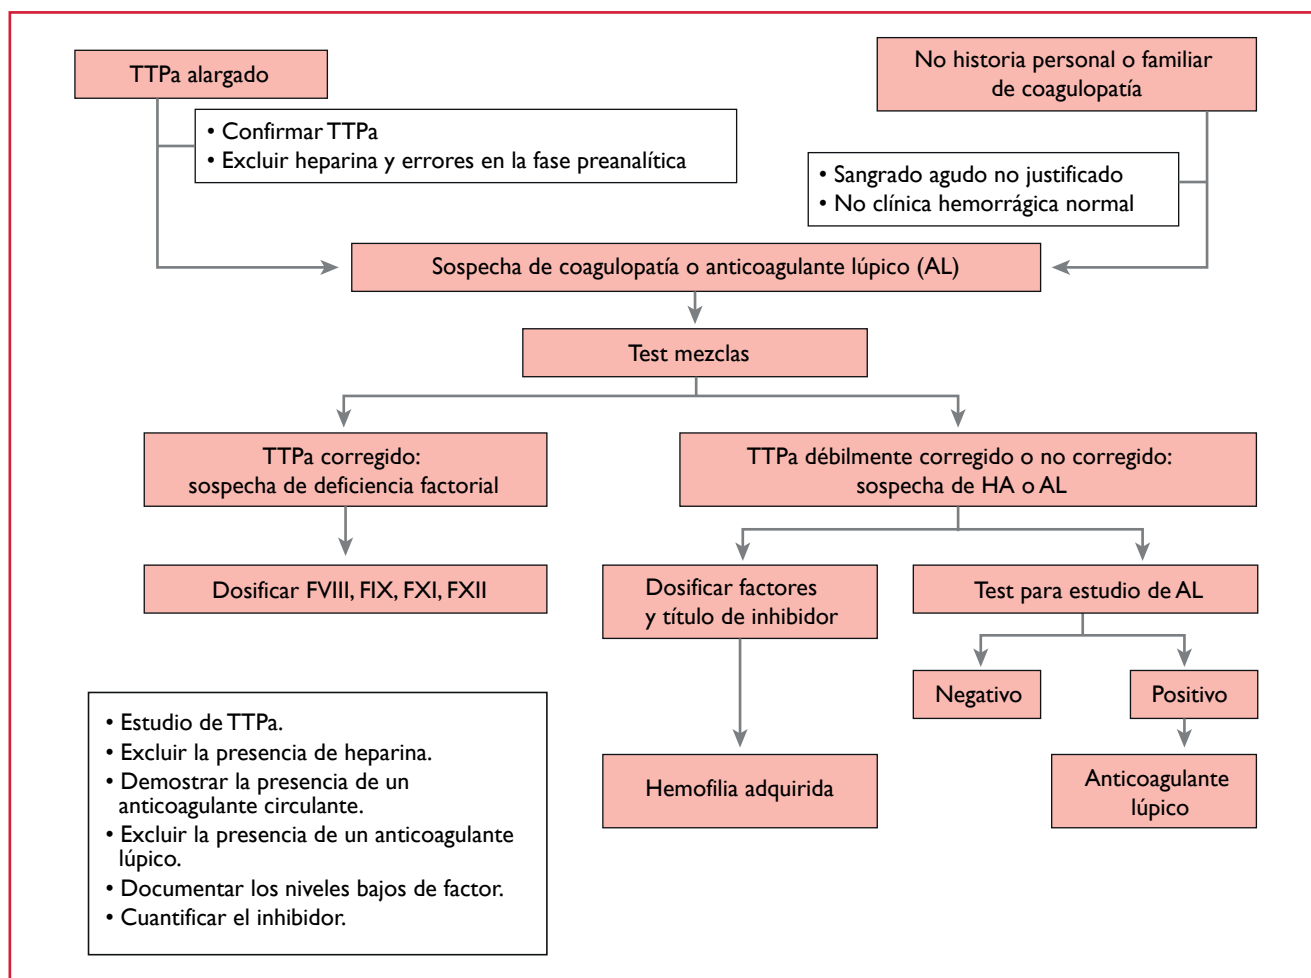 TTPa alargado
No historia personal o familiar
de coagulopatía
• Confirmar TTPa
• Excluir heparina y errores en la fase preanalítica
• Sangrado agudo no justificado
• No clínica hemorrágica normal
Sospecha de coagulopatía o anticoagulante lúpico (AL)
Test mezclas
TTPa corregido:
sospecha de deficiencia factorial
TTPa débilmente corregido o no corregido:
sospecha de HA o AL
Dosificar FVIII, FIX, FXI, FXII
Dosificar factores
y título de inhibidor
Test para estudio de AL
Negativo
Positivo
Hemofilia adquirida
Anticoagulante
lúpico
• Estudio de TTPa.
• Excluir la presencia de heparina.
• Demostrar la presencia de un
anticoagulante circulante.
• Excluir la presencia de un anticoagulante
lúpico.
• Documentar los niveles bajos de factor.
• Cuantificar el inhibidor.